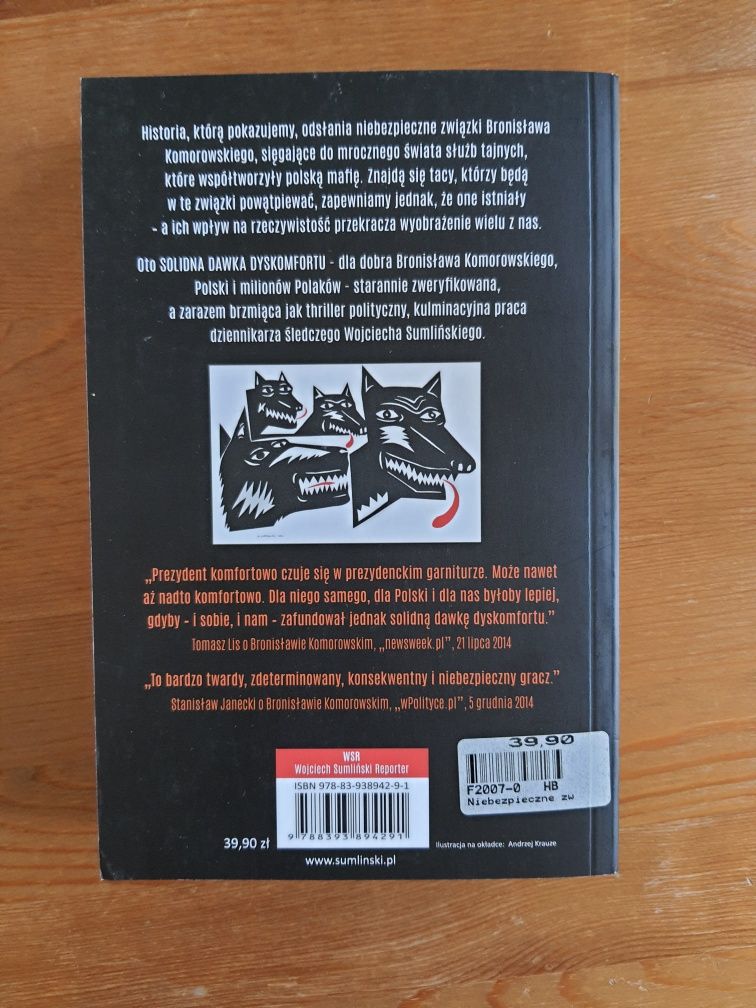 Historia, którą pokazujemy, odsłania niebezpieczne związki Bronisława
Komorowskiego, sięgające do mrocznego świata służb tajnych,
które współtworzyły polską mafię. Znajdą się tacy, którzy będą
w te związki powątpiewać, zapewniamy jednak, że one istniały
- a ich wpływ na rzeczywistość przekracza wyobrażenie wielu z nas.
Oto SOLIDNA DAWKA DYSKOMFORTU - dla dobra Bronisława Komorowskiego,
Polski i milionów Polaków - starannie zweryfikowana,
a zarazem brzmiąca jak thriller polityczny, kulminacyjna praca
dziennikarza śledczego Wojciecha Sumlińskiego.
„Prezydent komfortowo czuje się w prezydenckim garniturze. Może nawet
aż nadto komfortowo. Dla niego samego, dla Polski i dla nas byłoby lepiej,
gdyby - i sobie, i nam - zafundował jednak solidną dawkę dyskomfortu.”
Tomasz Lis o Bronisławie Komorowskim, „newsweek.pl”, 21 lipca 2014
„To bardzo twardy, zdeterminowany, konsekwentny i niebezpieczny gracz.”
Stanisław Janecki o Bronisławie Komorowskim, „wPolityce.pl”, 5 grudnia 2014
WSR
Wojciech Sumliński Reporter
ISBN 978-83-938942-9-1
9 788393 894291
39,90 zł
www.sumlinski.pl
39,90
F2007-0 HB
Niebezpieczne zw
Ilustracja na okładce: Andrzej Krauze